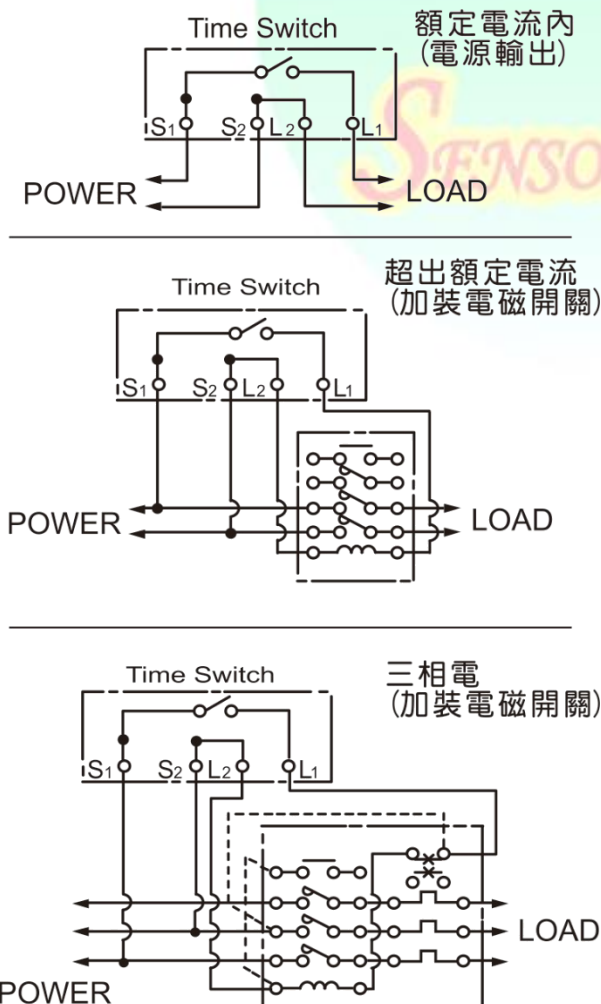 Time Switch
額定電流內
(電源輸出)
S1 S2 L2 L1
SENSO
POWER
LOAD
Time Switch
超出額定電流
(加裝電磁開關)
S1 S2 L2 L1
POWER
LOAD
Time Switch
三相電
(加裝電磁開關)
S1 S2 L2 L1
LOAD
POWER